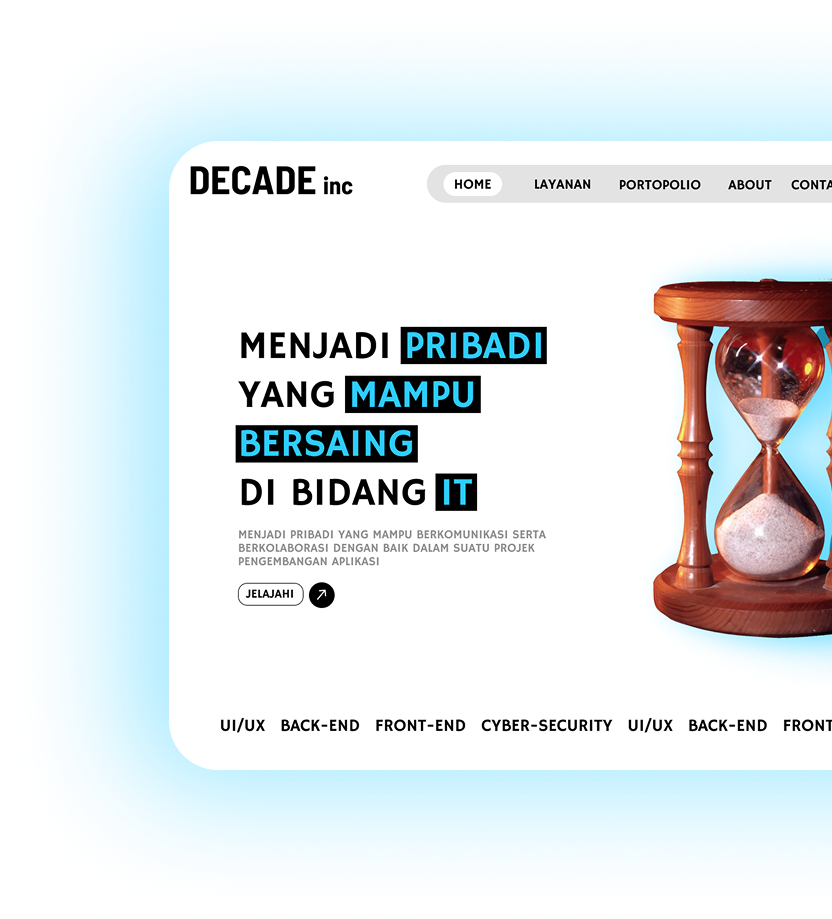 DECADE inc
HOME LAYANAN PORTOPOLIO ABOUT CONTA
MENJADI PRIBADI
YANG MAMPU
BERSAING
DI BIDANG IT
MENJADI PRIBADI YANG MAMPU BERKOMUNIKASI SERTA
BERKOLABORASI DENGAN BAIK DALAM SUATU PROJEK
PENGEMBANGAN APLIKASI
JELAJAHI
UI/UX BACK-END FRONT-END CYBER-SECURITY UI/UX BACK-END FRONT